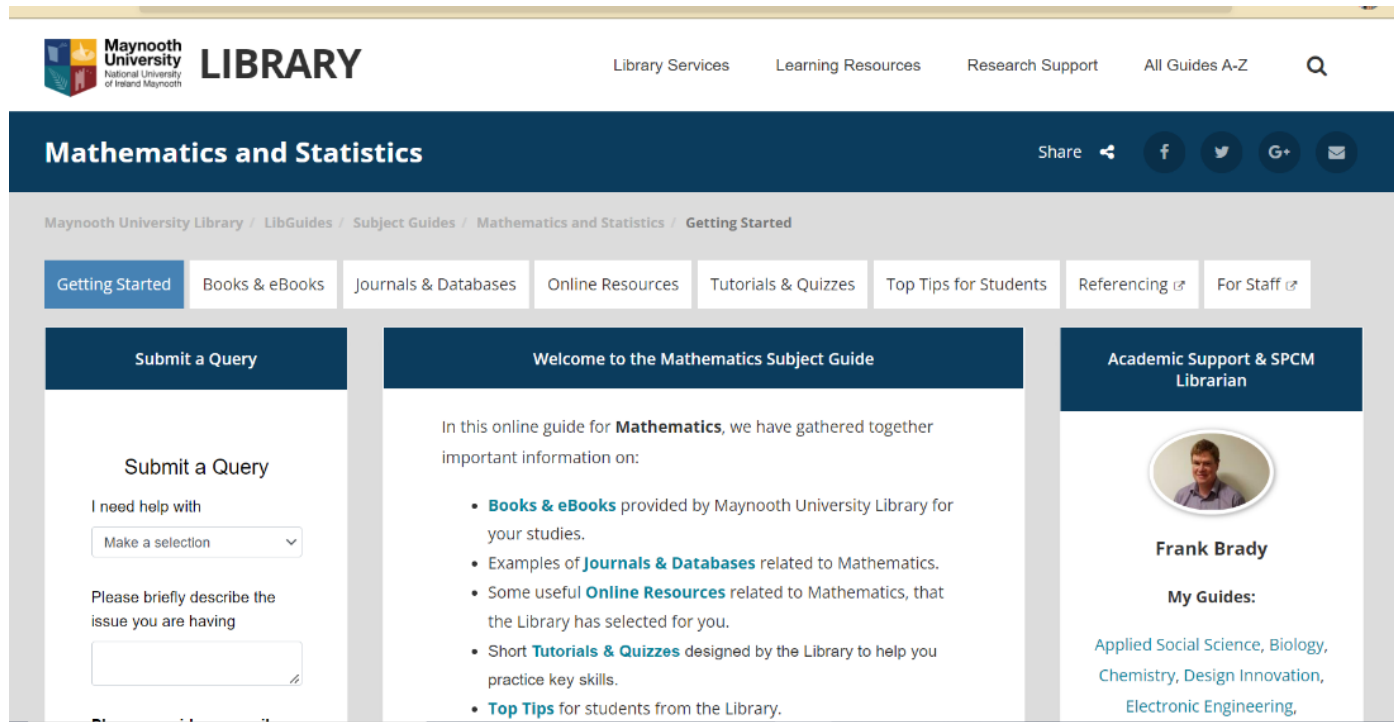 Maynooth
University
National University
of Ireland Maynooth
LIBRARY
Library Services
Learning Resources
Research Support
All Guides A-Z
Mathematics and Statistics
Share
f
G+
Maynooth University Library / LibGuides / Subject Guides / Mathematics and Statistics / Getting Started
Getting Started
Books & eBooks
Journals & Databases
Online Resources
Tutorials & Quizzes
Top Tips for Students
Referencing
For Staff
Submit a Query
Submit a Query
I need help with
Make a selection
Please briefly describe the
issue you are having
Welcome to the Mathematics Subject Guide
In this online guide for Mathematics, we have gathered together
important information on:
• Books & eBooks provided by Maynooth University Library for
your studies.
• Examples of Journals & Databases related to Mathematics.
• Some useful Online Resources related to Mathematics, that
the Library has selected for you.
• Short Tutorials & Quizzes designed by the Library to help you
practice key skills.
• Top Tips for students from the Library.
Academic Support & SPCM
Librarian
Frank Brady
My Guides:
Applied Social Science, Biology,
Chemistry, Design Innovation,
Electronic Engineering,